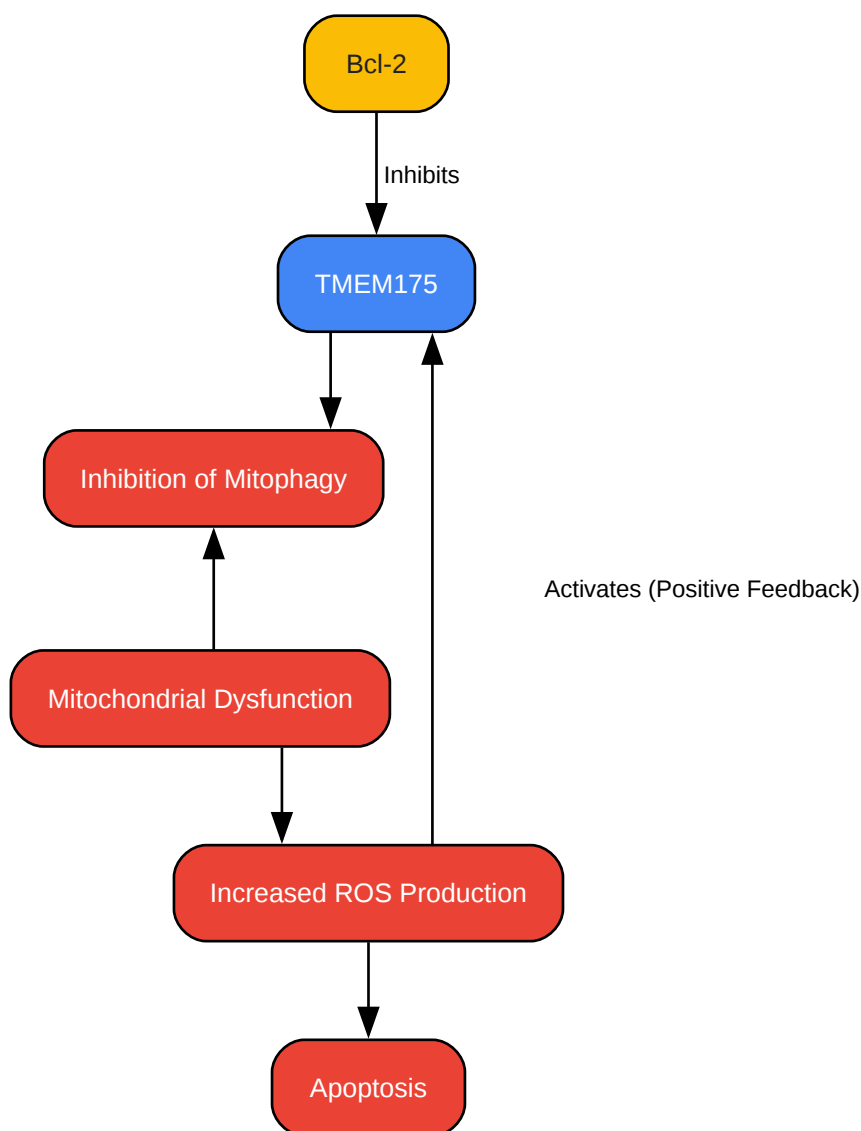 Bcl-2
Inhibits
TMEM175
Inhibition of Mitophagy
Activates (Positive Feedback)
Mitochondrial Dysfunction
Increased ROS Production
Apoptosis